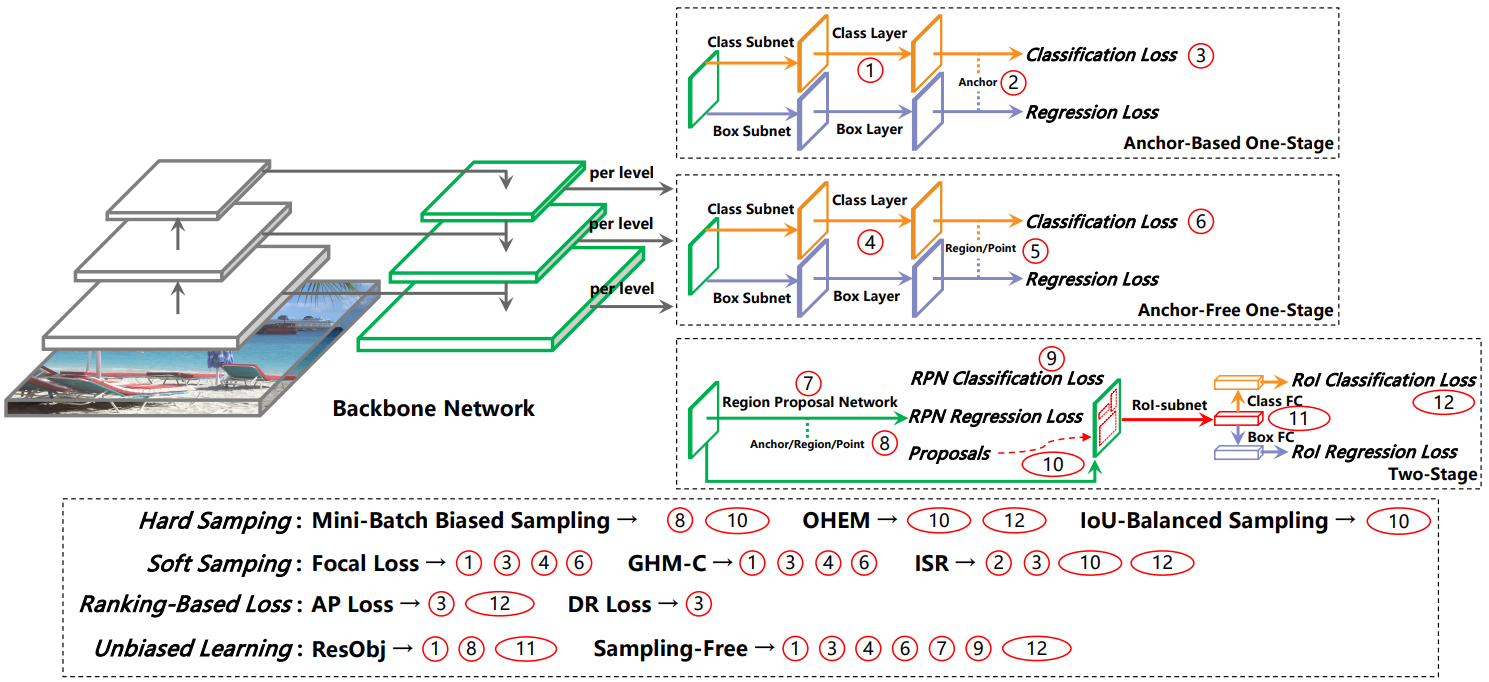 Class Subnet
Class Layer
Classification Loss ③
①
Anchor ②
Box Subnet
Box Layer
Regression Loss
Anchor-Based One-Stage
per level
per level
per level
Class Subnet
Class Layer
Classification Loss ⑥
④
Region/Point ⑤
Box Subnet
Box Layer
Regression Loss
Anchor-Free One-Stage
Backbone Network
⑦
Region Proposal Network
Anchor/Region/Point ⑧
⑨
RPN Classification Loss
RPN Regression Loss
Proposals
⑩
RoI-subnet
RoI Classification Loss
Class FC
⑫
⑪
Box FC
RoI Regression Loss
Two-Stage
Hard Samping: Mini-Batch Biased Sampling → ⑧ ⑩ OHEM → ⑩ ⑫ IoU-Balanced Sampling → ⑩
Soft Samping: Focal Loss → ① ③ ④ ⑥ GHM-C → ① ③ ④ ⑥ ISR → ② ③ ⑩ ⑫
Ranking-Based Loss: AP Loss → ③ ⑫ DR Loss → ③
Unbiased Learning: ResObj → ① ⑧ ⑪ Sampling-Free → ① ③ ④ ⑥ ⑦ ⑨ ⑫